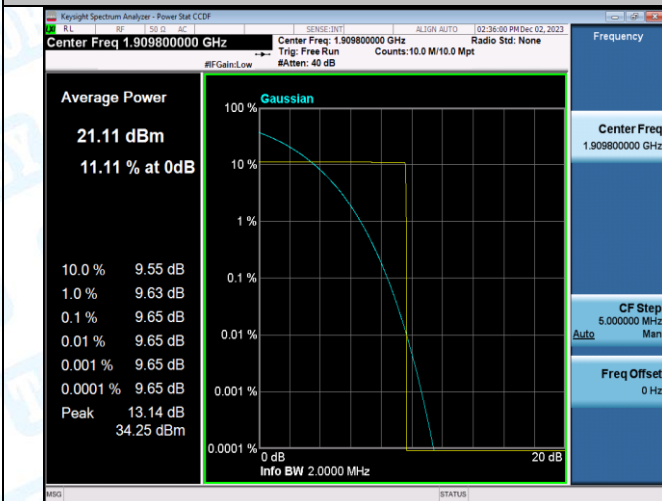 Keysight Spectrum Analyzer - Power Stat CCDF
RL RF 50 Ω AC SENSE:INT ALIGN AUTO 02:36:00 PM Dec 02, 2023
Center Freq 1.909800000 GHz
Center Freq: 1.909800000 GHz Radio Std: None
Trig: Free Run Counts:10.0 M/10.0 Mpt
#IFGain:Low #Atten: 40 dB
Frequency
Average Power
21.11 dBm
11.11 % at 0dB
10.0 % 9.55 dB
1.0 % 9.63 dB
0.1 % 9.65 dB
0.01 % 9.65 dB
0.001 % 9.65 dB
0.0001 % 9.65 dB
Peak 13.14 dB
34.25 dBm
Gaussian
100 %
10 %
1 %
0.1 %
0.01 %
0.001 %
0.0001 %
0 dB 20 dB
Info BW 2.0000 MHz
Center Freq
1.909800000 GHz
CF Step
5.000000 MHz
Auto Man
Freq Offset
0 Hz
MSG STATUS